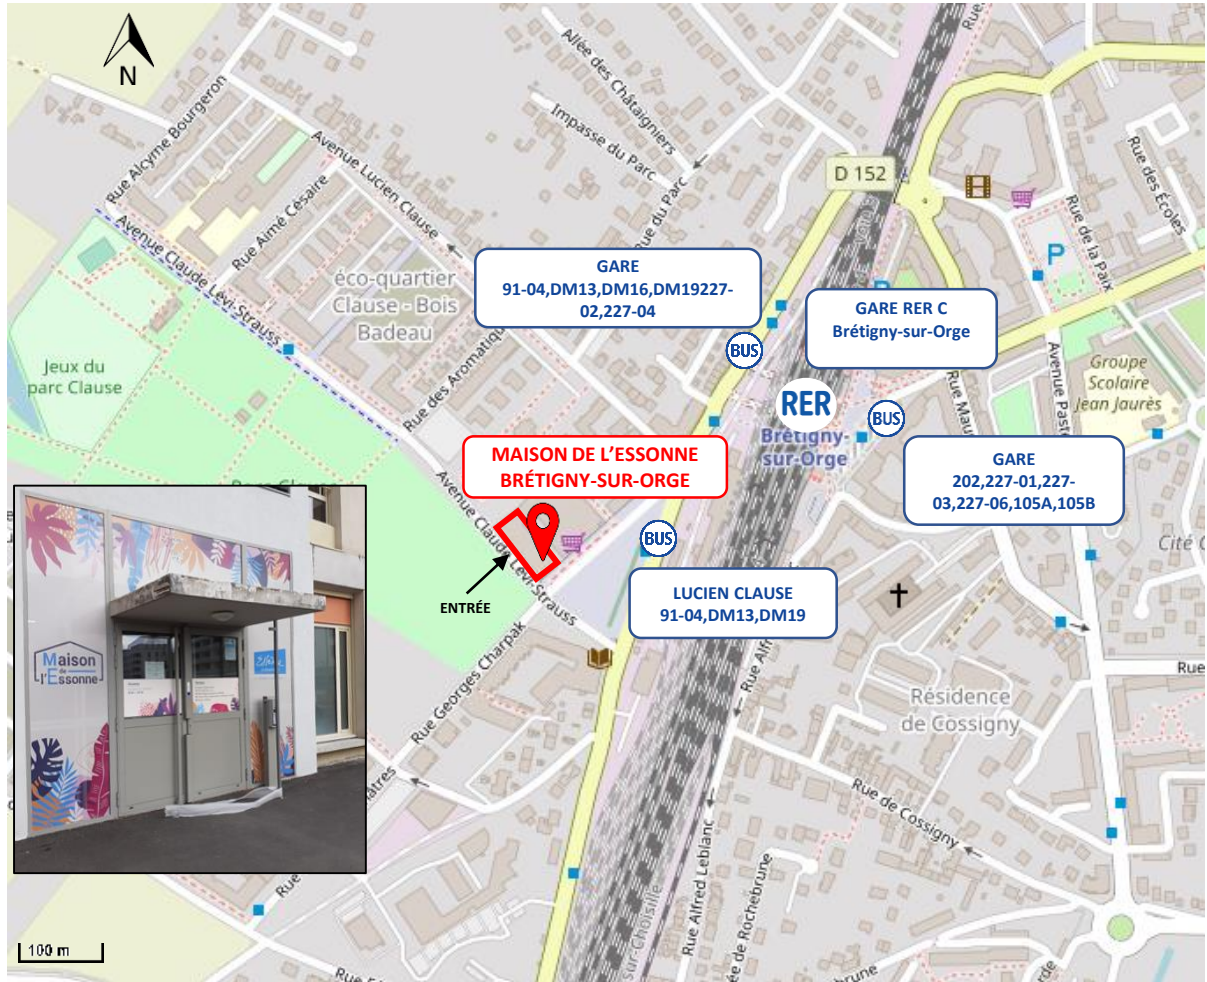 N
Allée des Châtaigniers
Impasse du Parc
Rue du Parc
Rue Alcyme Bourgeron
Avenue Lucien Clause
Rue Aimé Césaire
Avenue Claude Lévi-Strauss
éco-quartier
Clause - Bois
Badeau
Rue des Aromatiques
Jeux du
parc Clause
D 152
Rue des Écoles
Rue de la Paix
P
P
GARE
91-04,DM13,DM16,DM19227-
02,227-04
BUS
GARE RER C
Brétigny-sur-Orge
RER
Brétigny-
sur-Orge
BUS
Groupe
Scolaire
Jean Jaurès
MAISON DE L'ESSONNE
BRÉTIGNY-SUR-ORGE
GARE
202,227-01,227-
03,227-06,105A,105B
Avenue Claude Lévi-Strauss
ENTRÉE
BUS
LUCIEN CLAUSE
91-04,DM13,DM19
Rue Georges Charpak
Résidence
de Cossigny
Rue
Rue de Cossigny
Rue Alfred Leblanc
Maison
de
l'Essonne
Rue
100 m